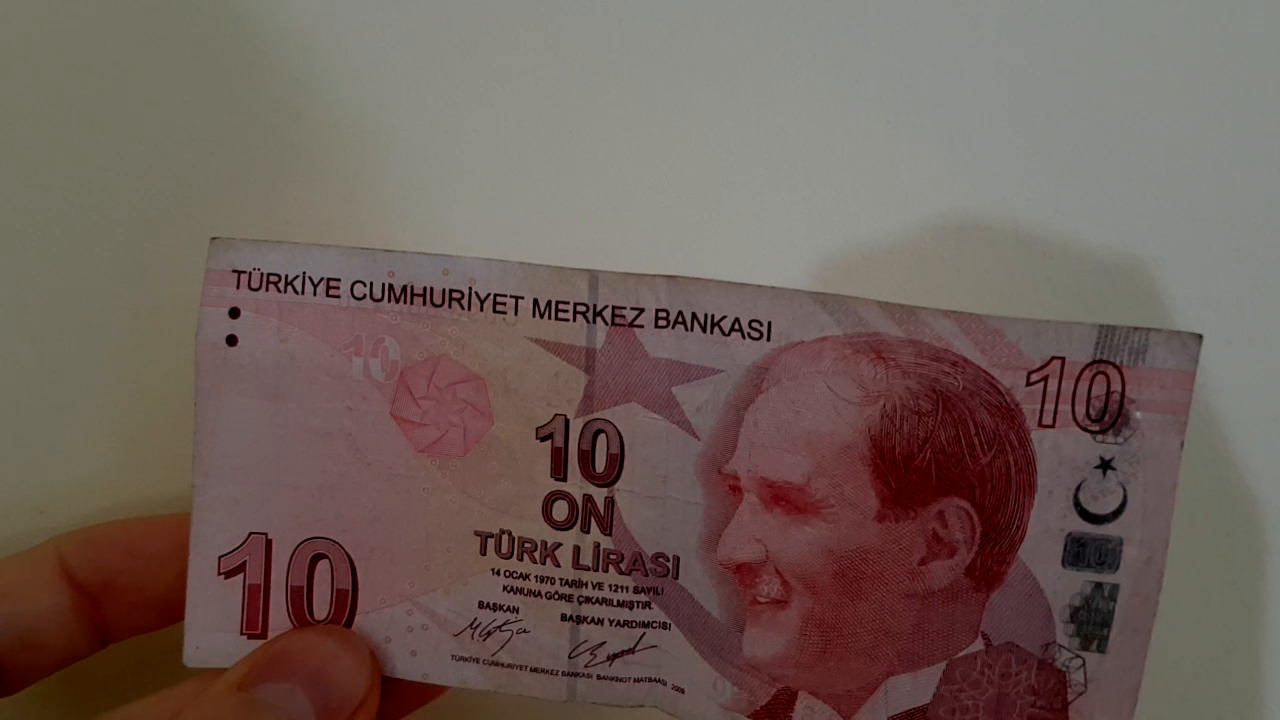 TÜRKİYE CUMHURİYET MERKEZ BANKASI
10
10
10
ON
TÜRK LİRASI
14 OCAK 1970 TARİH VE 1211 SAYILI
KANUNA GÖRE ÇIKARILMIŞTIR.
BAŞKAN
BAŞKAN YARDIMCISI
10
10
TÜRKİYE CUMHURİYET MERKEZ BANKASI BANKNOT MATBAASI 2009